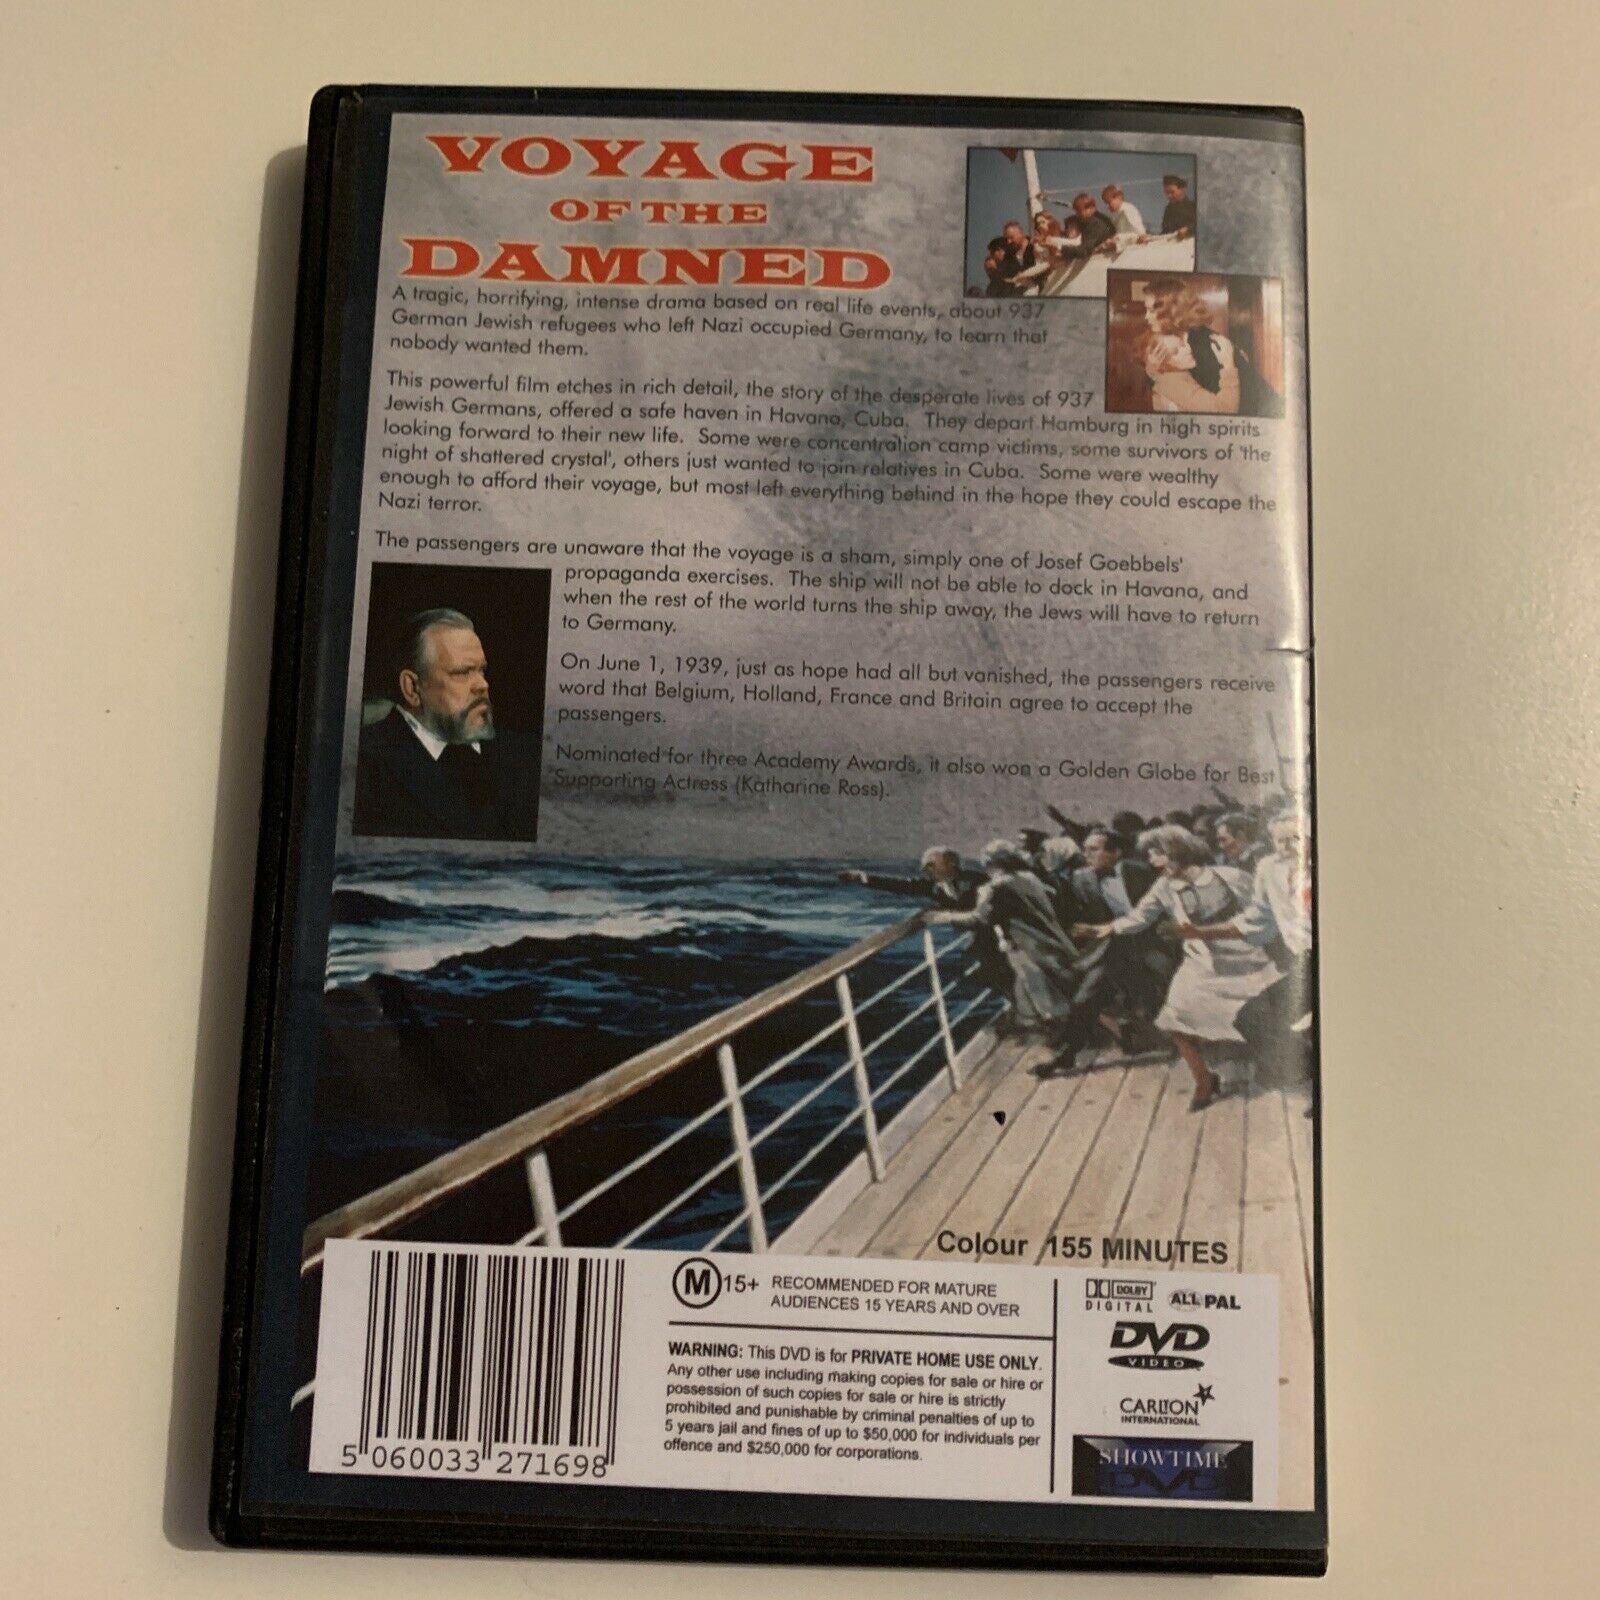 VOYAGE
OF THE
DAMNED
A tragic, horrifying, intense drama based on real life events, about 937
German Jewish refugees who left Nazi occupied Germany, to learn that
nobody wanted them.
This powerful film etches in rich detail, the story of the desperate lives of 937
Jewish Germans, offered a safe haven in Havana, Cuba. They depart Hamburg in high spirits
looking forward to their new life. Some were concentration camp victims, some survivors of 'the
night of shattered crystal', others just wanted to join relatives in Cuba. Some were wealthy
enough to afford their voyage, but most left everything behind in the hope they could escape the
Nazi terror.
The passengers are unaware that the voyage is a sham, simply one of Josef Goebbels'
propaganda exercises. The ship will not be able to dock in Havana, and
when the rest of the world turns the ship away, the Jews will have to return
to Germany.
On June 1, 1939, just as hope had all but vanished, the passengers receive
word that Belgium, Holland, France and Britain agree to accept the
passengers.
Nominated for three Academy Awards, it also won a Golden Globe for Best
Supporting Actress (Katharine Ross).
Colour 155 MINUTES
M 15+ RECOMMENDED FOR MATURE
AUDIENCES 15 YEARS AND OVER
WARNING: This DVD is for PRIVATE HOME USE ONLY.
Any other use including making copies for sale or hire or
possession of such copies for sale or hire is strictly
prohibited and punishable by criminal penalties of up to
5 years jail and fines of up to $50,000 for individuals per
offence and $250,000 for corporations.
DOLBY
DIGITAL
ALL PAL
DVD
VIDEO
CARLTON
INTERNATIONAL
SHOWTIME
DVD
5 060033 271698